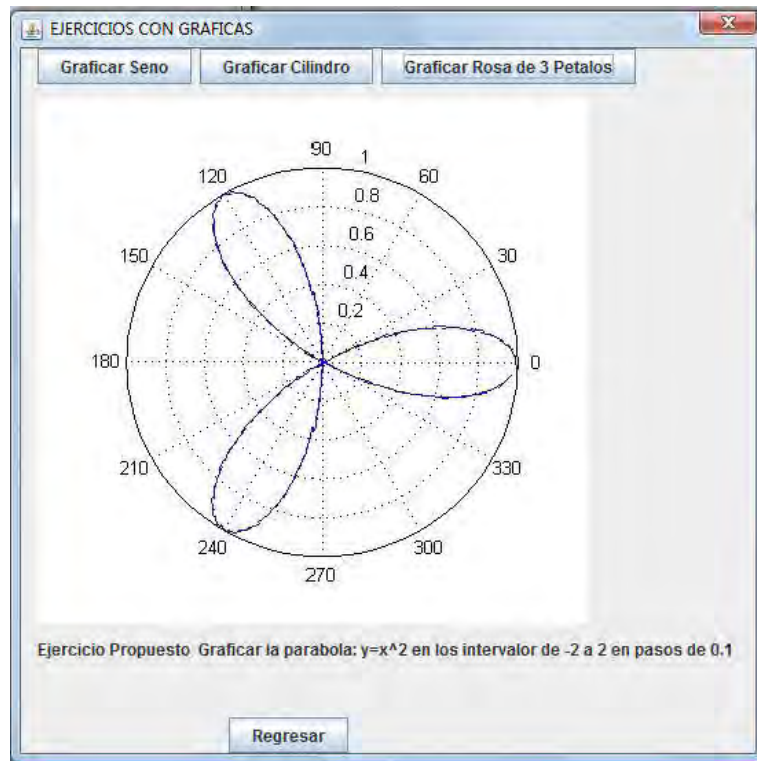 EJERCICIOS CON GRAFICAS
Graficar Seno Graficar Cilindro Graficar Rosa de 3 Petalos
90 1
120 60
0.8
0.6
150 30
0.4
0.2
180 0
210 330
240 300
270
Ejercicio Propuesto Graficar la parabola: y=x^2 en los intervalor de -2 a 2 en pasos de 0.1
Regresar